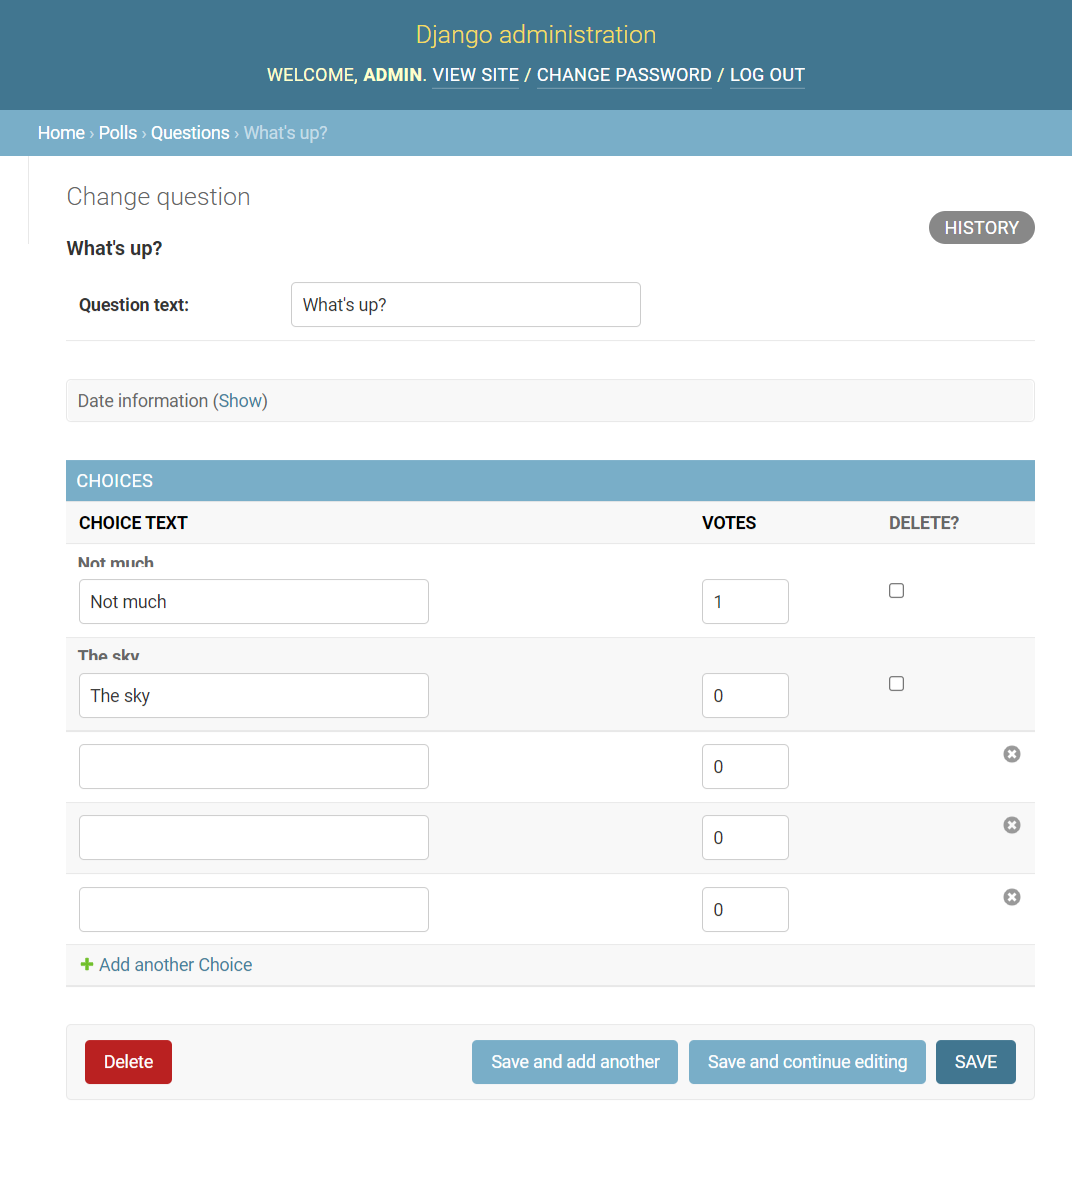 Django administration
WELCOME, ADMIN. VIEW SITE / CHANGE PASSWORD / LOG OUT
Home › Polls › Questions › What's up?
Change question
HISTORY
What's up?
Question text: What's up?
Date information (Show)
CHOICES
CHOICE TEXT VOTES DELETE?
Not much
Not much 1
The sky
The sky 0
0
0
0
Add another Choice
Delete Save and add another Save and continue editing SAVE